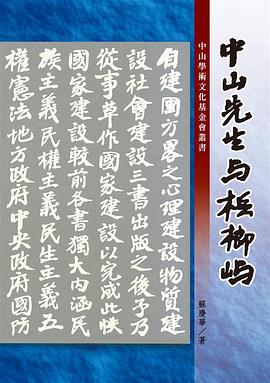 中山先生与梹榔屿
中山學術文化基金會叢書
蘇慶華／著
自建國方畧之心理建設物質建
設社會建設三書出版之後予乃
從事草作國家建設以完成此帙
國家建設較前各書獨大內涵民
族主義民權主義民生主義五
權憲法地方政府中央政府國防